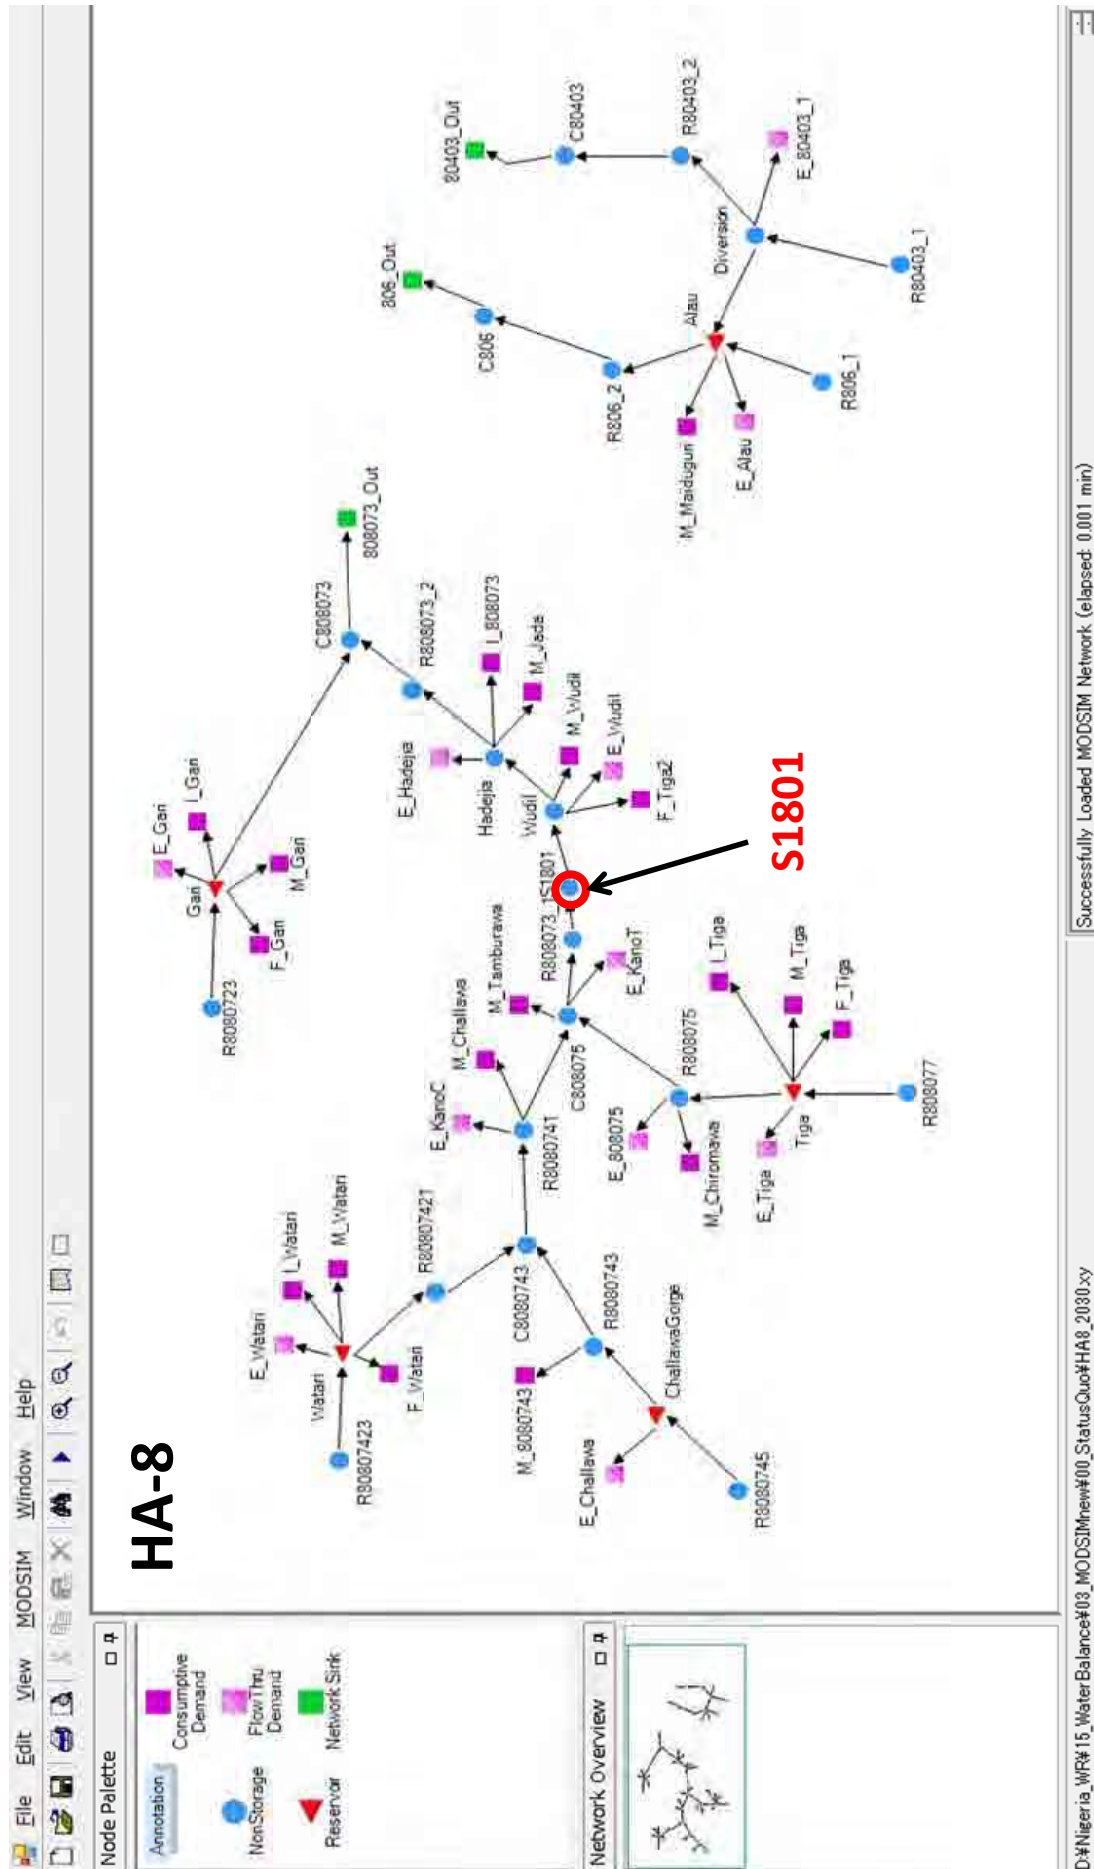 File Edit View MODSIM Window Help
Node Palette
Annotation
Consumptive
Demand
NonStorage
FlowThru
Demand
Reservoir
Network Sink
Network Overview
HA-8
E_Watari
I_Watari
M_Watari
Watari
F_Watari
R80807423
R80807421
M_8080743
C8080743
R8080743
E_Challawa
ChallawaGorge
R8080745
E_KanoC
M_Challawa
R8080741
M_Tamburawa
C808075
E_KanoT
E_808075
R808075
M_Chiromawa
E_Tiga
Tiga
I_Tiga
M_Tiga
F_Tiga
R808077
R8080723
Gari
E_Gari
I_Gari
M_Gari
F_Gari
R808073_1
S1801
S1801
Wudil
M_Wudil
E_Wudil
F_Tiga2
Hadejia
E_Hadejia
I_808073
M_Jada
R808073_2
C808073
808073_Out
806_Out
C806
R806_2
M_Maiduguri
E_Alau
Alau
R806_1
80403_Out
C80403
R80403_2
Diversion
E_80403_1
R80403_1
D:¥Nigeria_WR¥15_WaterBalance¥03_MODSIMnew¥00_StatusQuo¥HA8_2030.xy
Successfully Loaded MODSIM Network (elapsed: 0.001 min)